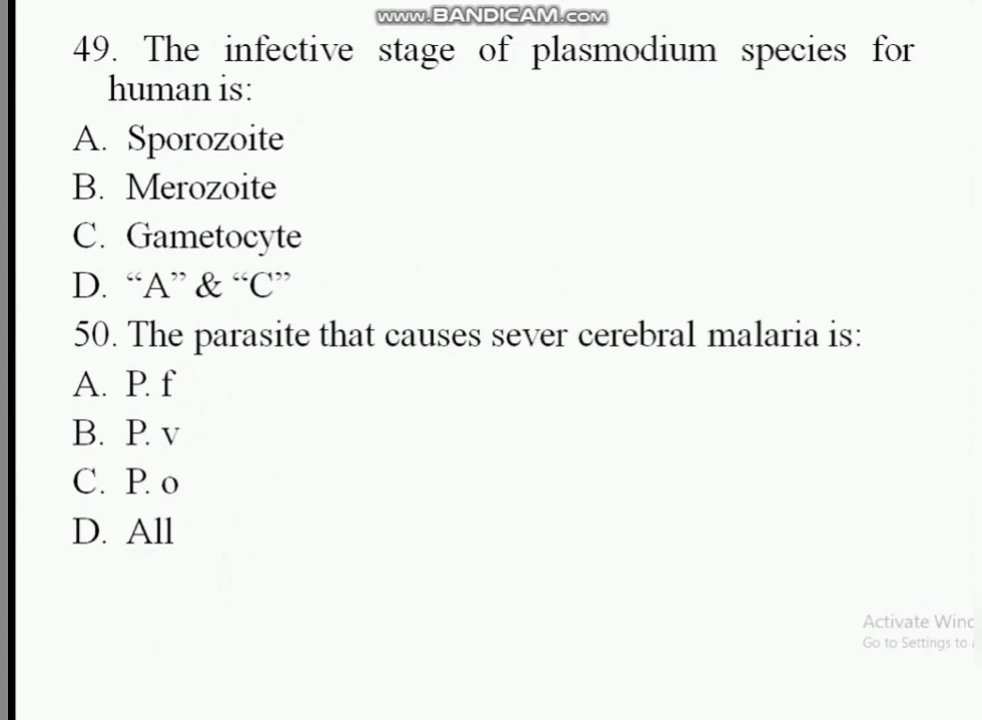 www.BANDICAM.com
49. The infective stage of plasmodium species for
human is:
A. Sporozoite
B. Merozoite
C. Gametocyte
D. “A” & “C”
50. The parasite that causes sever cerebral malaria is:
A. P. f
B. P. v
C. P. o
D. All
Activate Winc
Go to Settings to